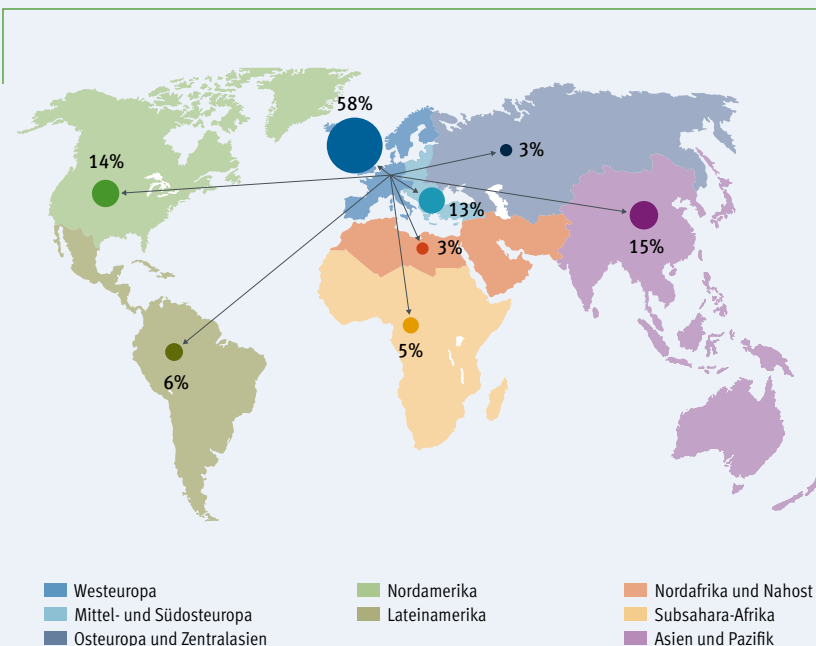 58%
3%
14%
13%
15%
3%
5%
6%
Westeuropa
Mittel- und Südosteuropa
Osteuropa und Zentralasien
Nordamerika
Lateinamerika
Nordafrika und Nahost
Subsahara-Afrika
Asien und Pazifik